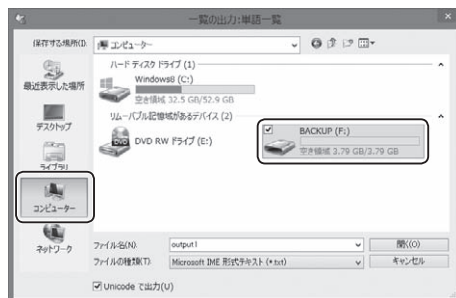 一覧の出力:単語一覧
保存する場所(I):
コンピューター
最近表示した場所
デスクトップ
ライブラリ
コンピューター
ネットワーク
ハード ディスク ドライブ (1)
Windows8 (C:)
空き領域 32.5 GB/52.9 GB
リムーバブル記憶域があるデバイス (2)
DVD RW ドライブ (E:)
BACKUP (F:)
空き領域 3.79 GB/3.79 GB
ファイル名(N):
output1
開く(O)
ファイルの種類(T):
Microsoft IME 形式テキスト (*.txt)
キャンセル
Unicode で出力(U)